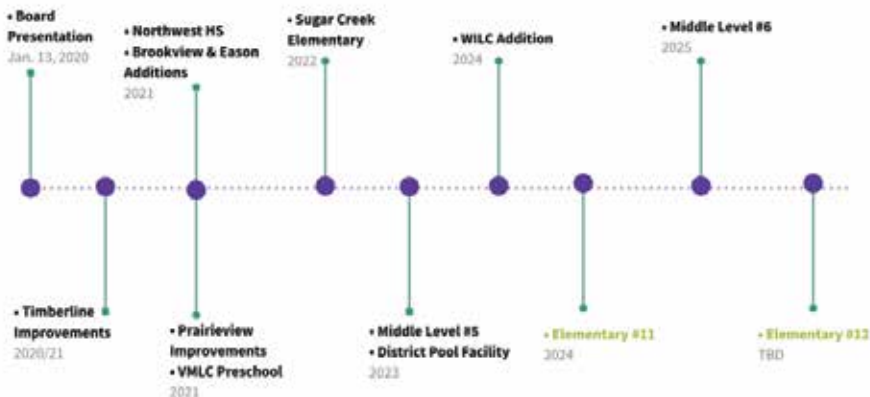 • Board
Presentation
Jan. 13, 2020
• Northwest HS
• Brookview & Eason
Additions
2021
• Sugar Creek
Elementary
2022
• WILC Addition
2024
• Middle Level #6
2025
• Timberline
Improvements
2020/21
• Prairieview
Improvements
• VMLC Preschool
2021
• Middle Level #5
• District Pool Facility
2023
• Elementary #11
2024
• Elementary #12
TBD